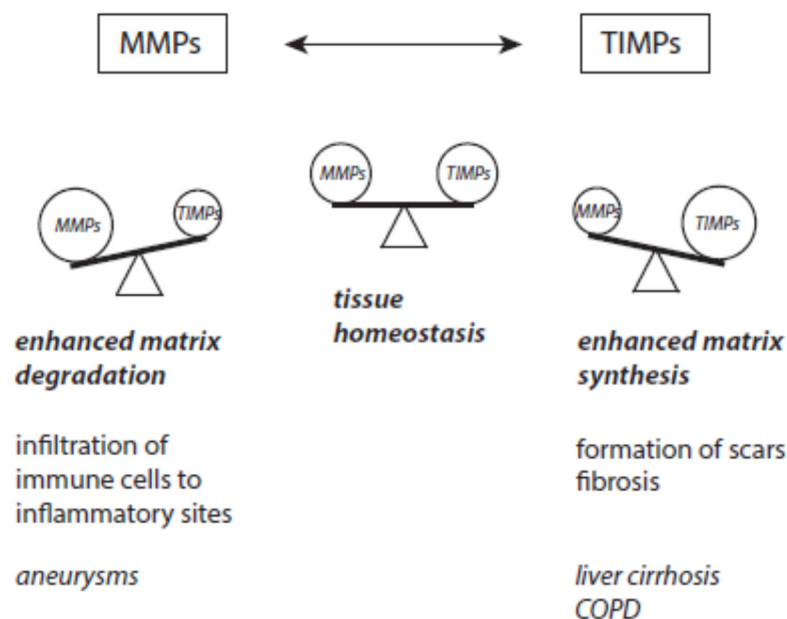 MMPs
TIMPs
MMPs
TIMPs
MMPs
TIMPs
MMPs
TIMPs
tissue
homeostasis
enhanced matrix
degradation
enhanced matrix
synthesis
infiltration of
immune cells to
inflammatory sites
formation of scars
fibrosis
aneurysms
liver cirrhosis
COPD